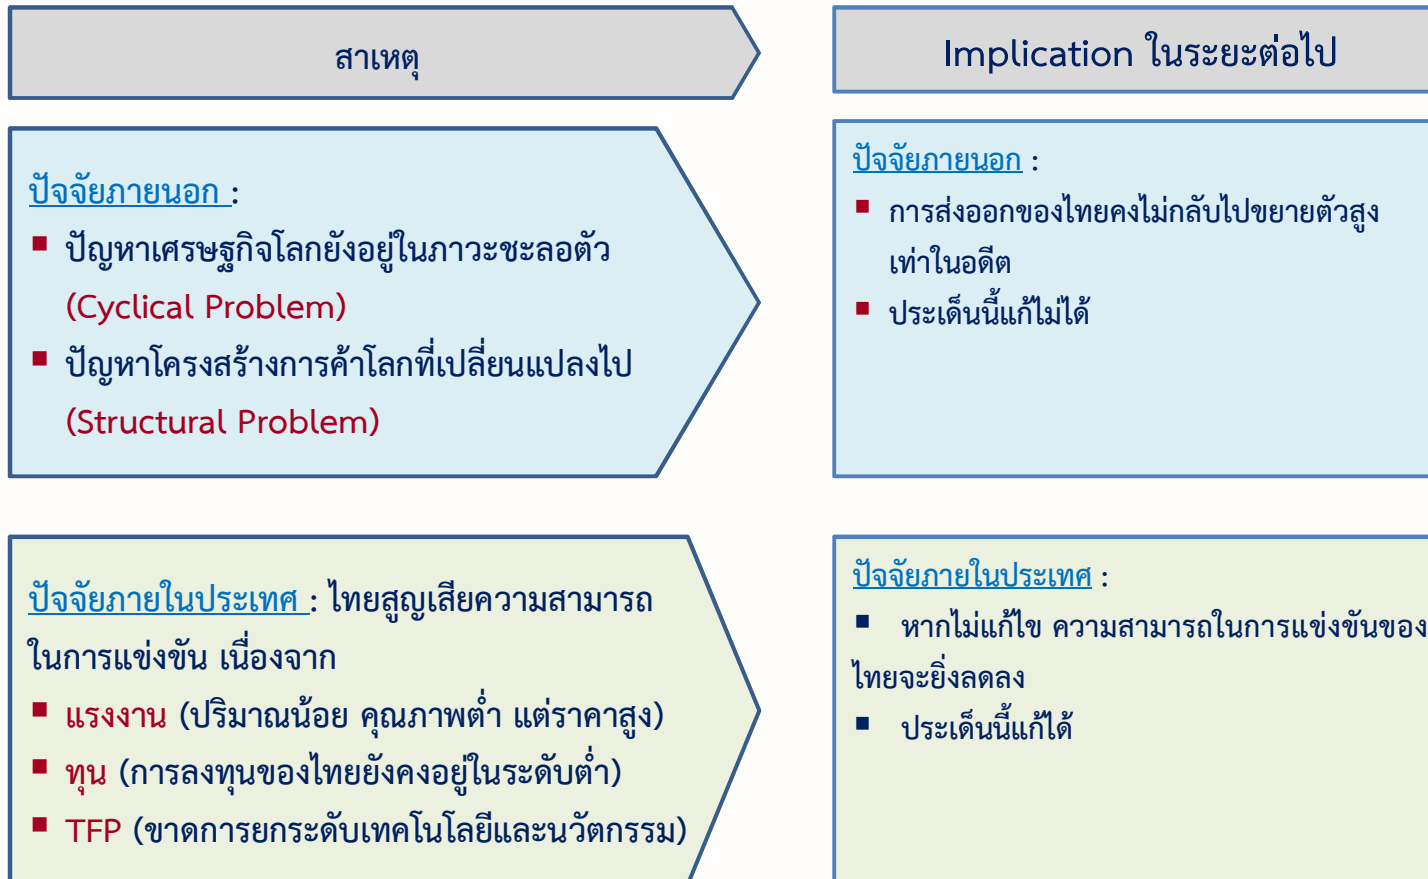 สาเหตุ
Implication ในระยะต่อไป
ปัจจัยภายนอก :
▪ ปัญหาเศรษฐกิจโลกยังอยู่ในภาวะชะลอตัว
(Cyclical Problem)
▪ ปัญหาโครงสร้างการค้าโลกที่เปลี่ยนแปลงไป
(Structural Problem)
ปัจจัยภายนอก :
▪ การส่งออกของไทยคงไม่กลับไปขยายตัวสูง
เท่าในอดีต
▪ ประเด็นนี้แก้ไม่ได้
ปัจจัยภายในประเทศ : ไทยสูญเสียความสามารถ
ในการแข่งขัน เนื่องจาก
▪ แรงงาน (ปริมาณน้อย คุณภาพต่ำ แต่ราคาสูง)
▪ ทุน (การลงทุนของไทยยังคงอยู่ในระดับต่ำ)
▪ TFP (ขาดการยกระดับเทคโนโลยีและนวัตกรรม)
ปัจจัยภายในประเทศ :
▪ หากไม่แก้ไข ความสามารถในการแข่งขันของ
ไทยจะยิ่งลดลง
▪ ประเด็นนี้แก้ได้